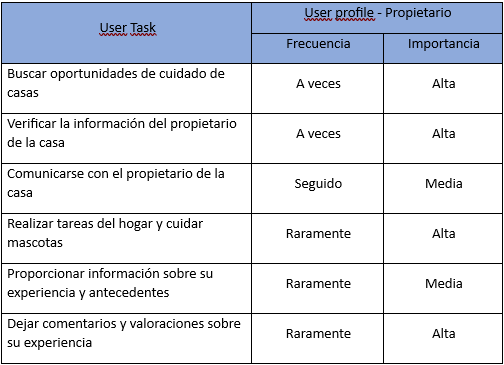 User Task
User profile - Propietario
Frecuencia
Importancia
Buscar oportunidades de cuidado de
casas
A veces
Alta
Verificar la información del propietario
de la casa
A veces
Alta
Comunicarse con el propietario de la
casa
Seguido
Media
Realizar tareas del hogar y cuidar
mascotas
Raramente
Alta
Proporcionar información sobre su
experiencia y antecedentes
Raramente
Media
Dejar comentarios y valoraciones sobre
su experiencia
Raramente
Alta